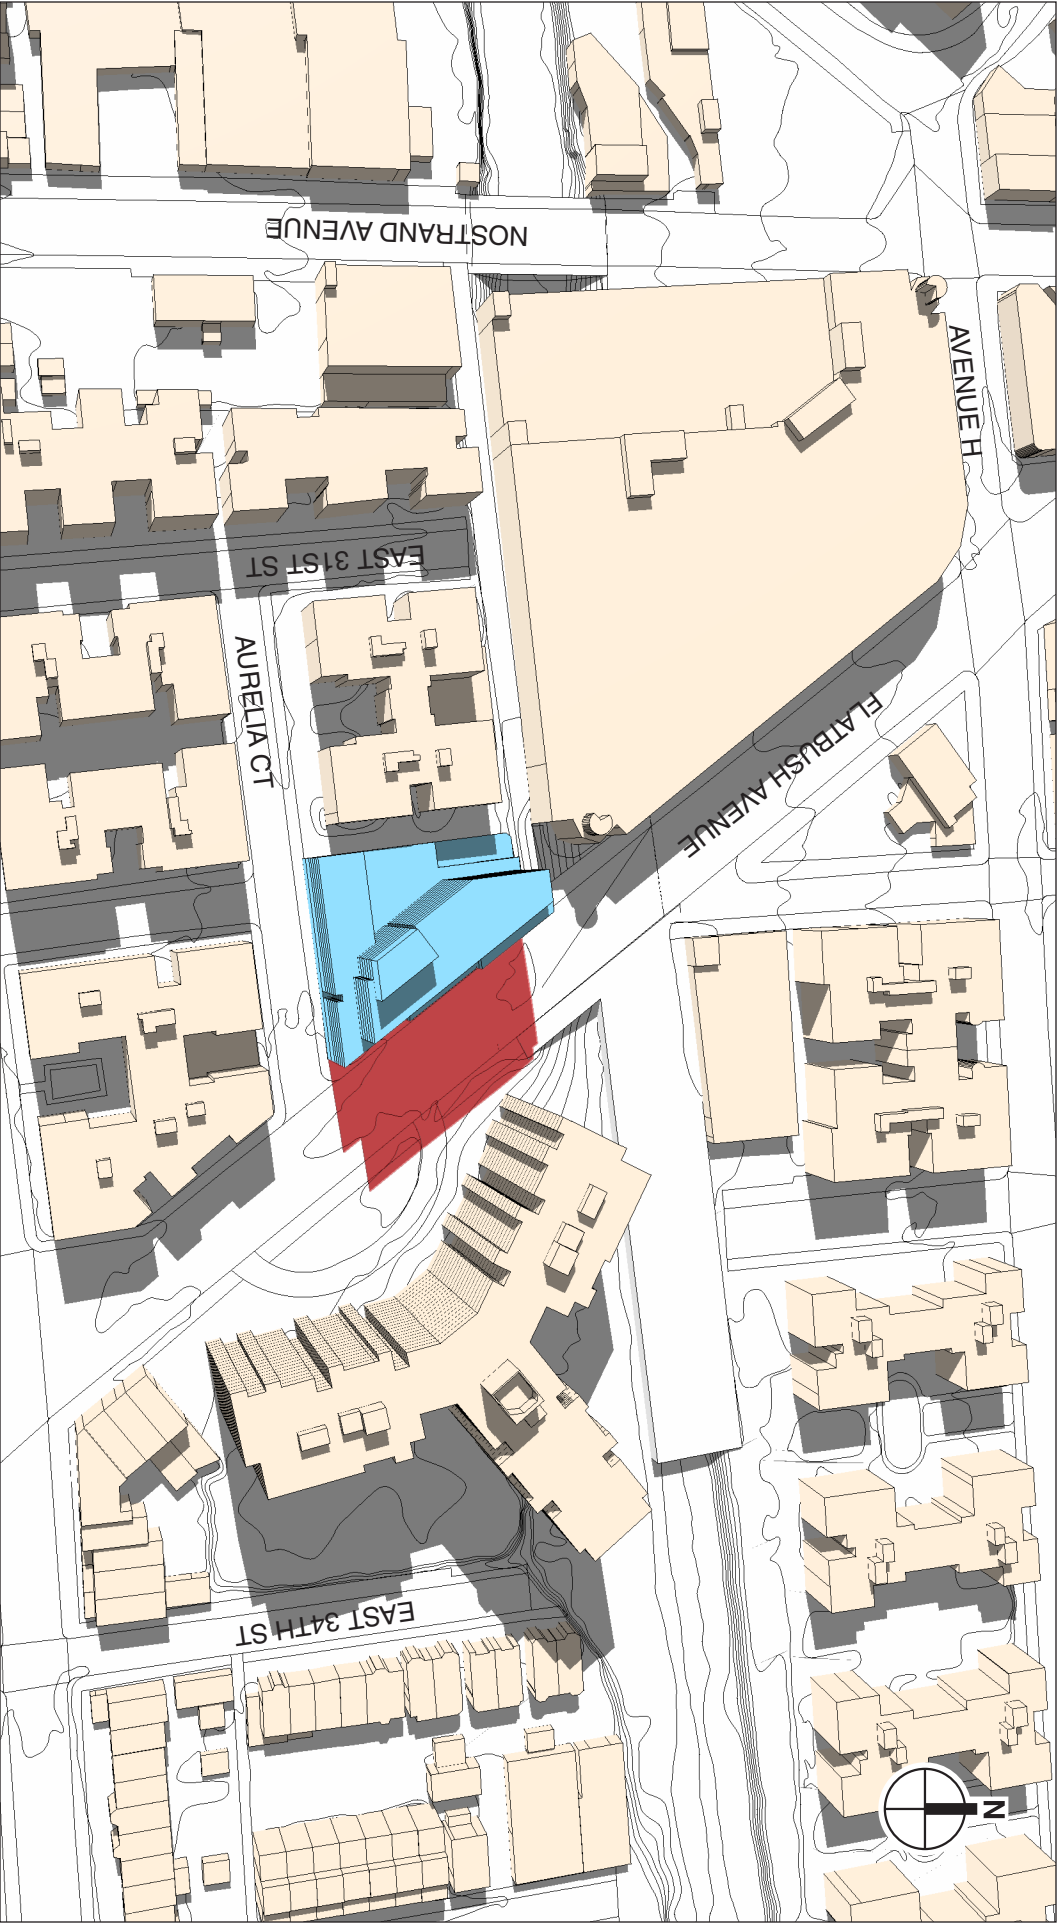 NOSTRAND AVENUE
AVENUE H
EAST 31ST ST
AURELIA CT
FLATBUSH AVENUE
EAST 34TH ST
N